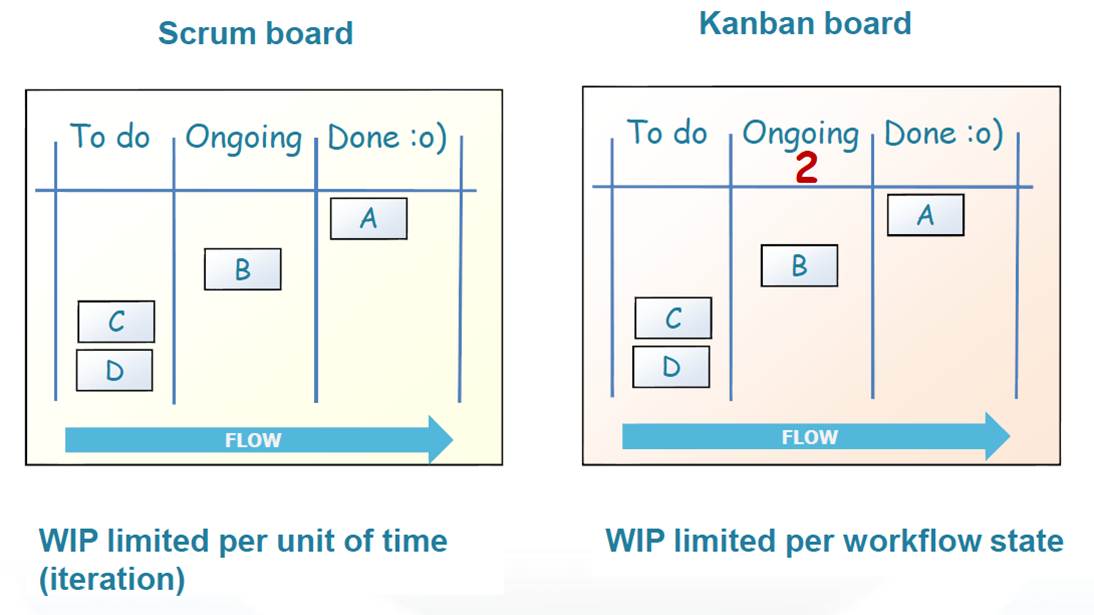 Scrum board
To do
Ongoing
Done :o)
A
B
C
D
FLOW
WIP limited per unit of time
(iteration)
Kanban board
To do
Ongoing
2
Done :o)
A
B
C
D
FLOW
WIP limited per workflow state